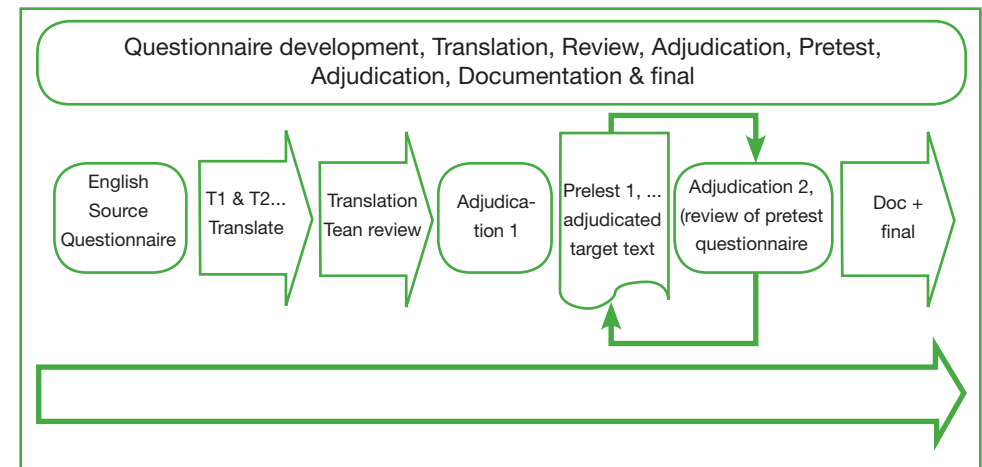 Questionnaire development, Translation, Review, Adjudication, Pretest,
Adjudication, Documentation & final
English
Source
Questionnaire
T1 & T2...
Translate
Translation
Tean review
Adjudica-
tion 1
Prelest 1, ...
adjudicated
target text
Adjudication 2,
(review of pretest
questionnaire
Doc +
final